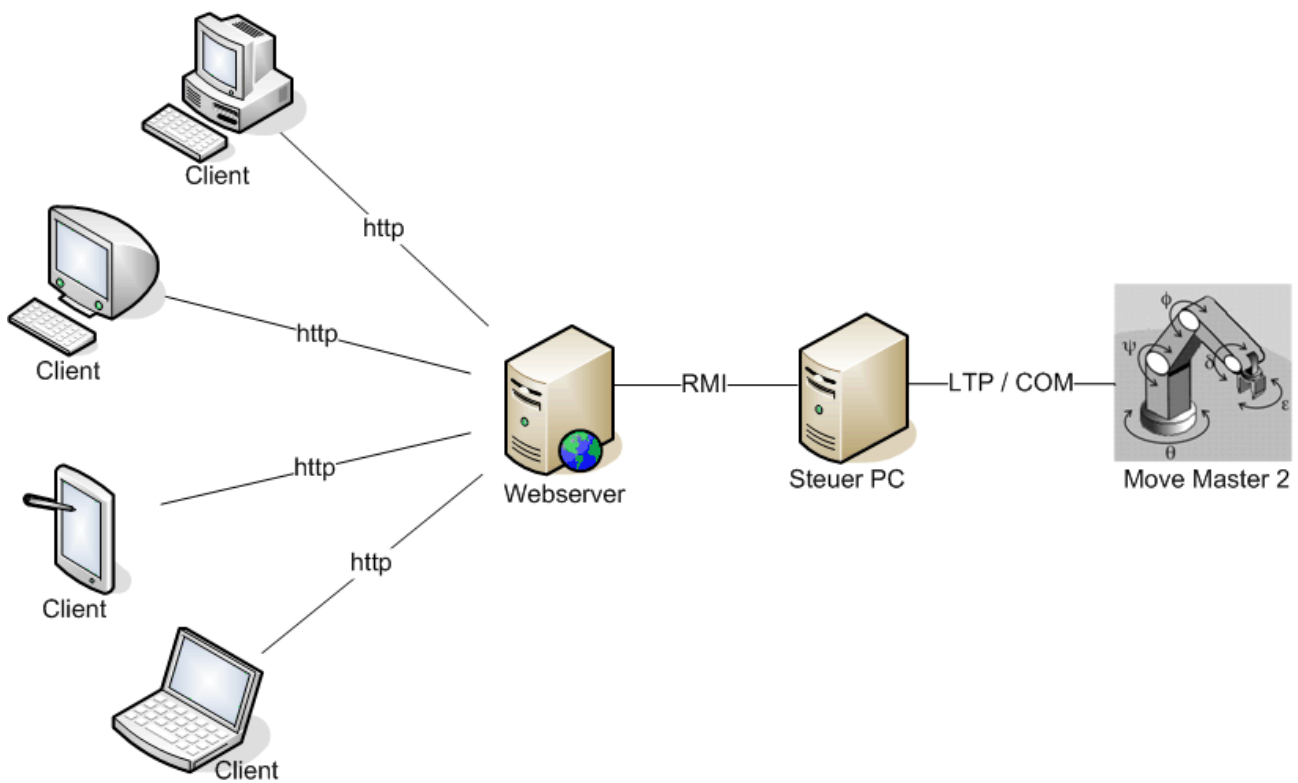 Client
http
Client
http
Client
http
Client
http
Webserver
RMI
Steuer PC
LTP / COM
ϕ
ψ
δ
ε
θ
Move Master 2